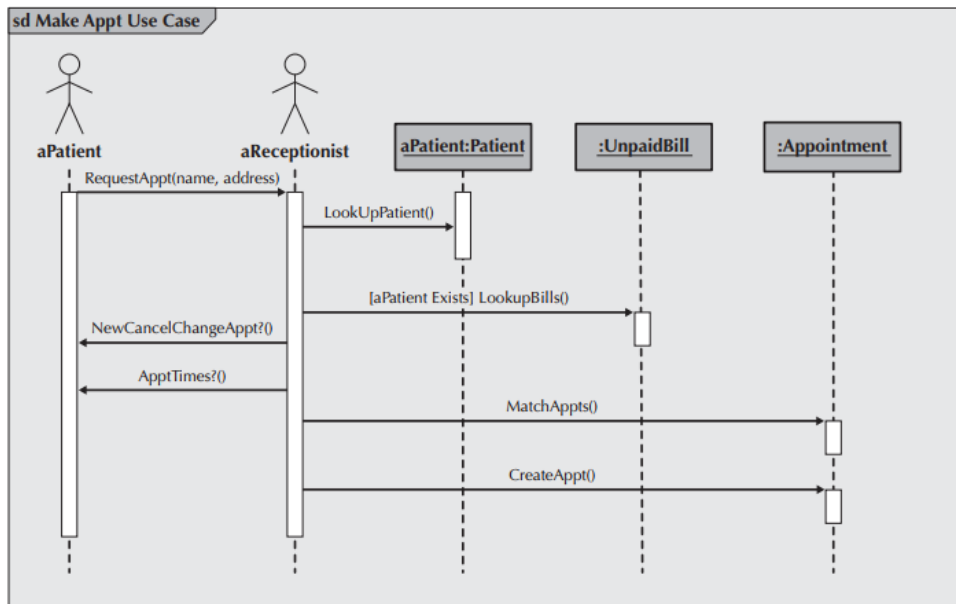 sd Make Appt Use Case
aPatient
aReceptionist
aPatient:Patient
:UnpaidBill
:Appointment
RequestAppt(name, address)
LookUpPatient()
[aPatient Exists] LookupBills()
NewCancelChangeAppt?()
ApptTimes?()
MatchAppts()
CreateAppt()